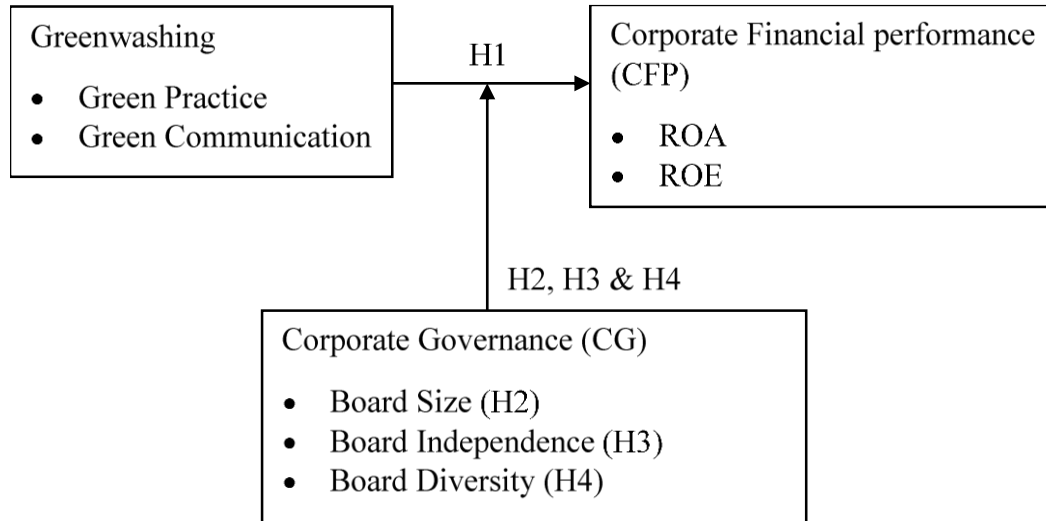 Greenwashing
• Green Practice
• Green Communication
H1
Corporate Financial performance
(CFP)
• ROA
• ROE
H2, H3 & H4
Corporate Governance (CG)
• Board Size (H2)
• Board Independence (H3)
• Board Diversity (H4)